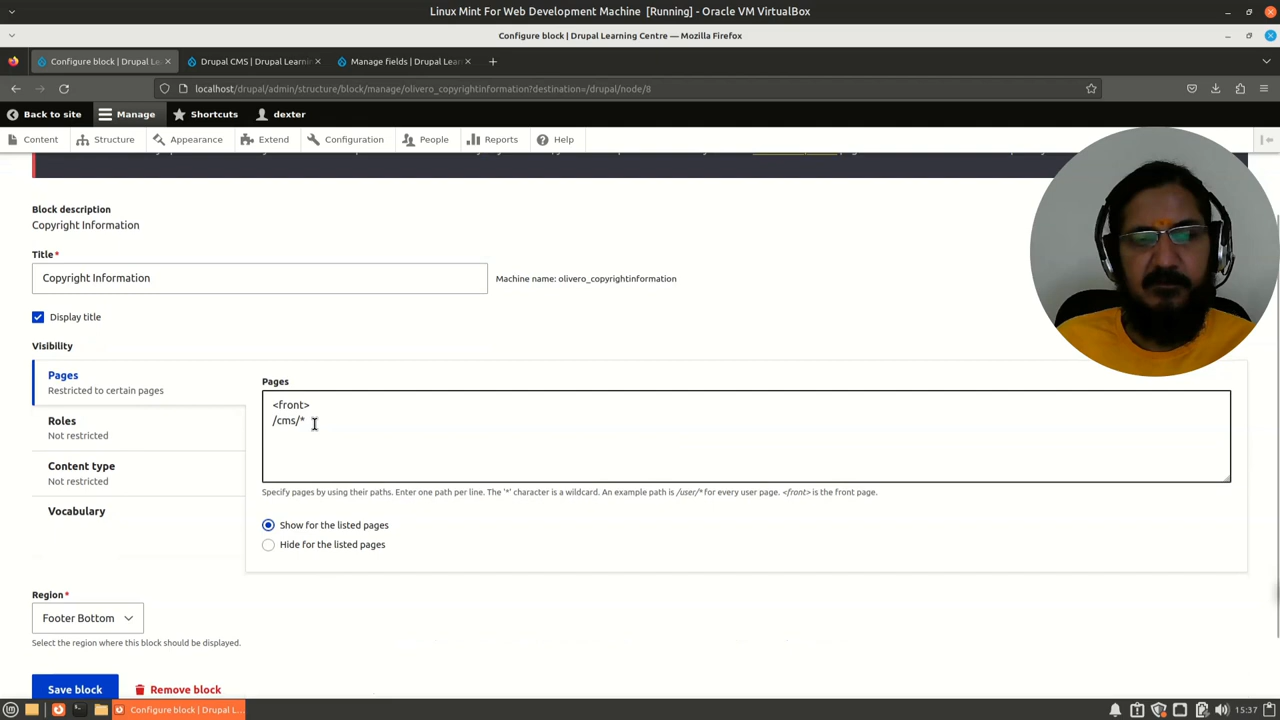 Linux Mint For Web Development Machine [Running] - Oracle VM VirtualBox
Configure block | Drupal Learning Centre — Mozilla Firefox
Configure block | Drupal Le
Drupal CMS | Drupal Learnin
Manage fields | Drupal Lear
localhost/drupal/admin/structure/block/manage/olivero_copyrightinformation?destination=/drupal/node/8
Back to site
Manage
Shortcuts
dexter
Content
Structure
Appearance
Extend
Configuration
People
Reports
Help
Block description
Copyright Information
Title*
Copyright Information
Machine name: olivero_copyrightinformation
Display title
Visibility
Pages
Restricted to certain pages
Roles
Not restricted
Content type
Not restricted
Vocabulary
Pages
<front>
/cms/*
Specify pages by using their paths. Enter one path per line. The '*' character is a wildcard. An example path is /user/* for every user page. <front> is the front page.
Show for the listed pages
Hide for the listed pages
Region*
Footer Bottom
Select the region where this block should be displayed.
Save block
Remove block
Configure block | Drupal L...
15:37